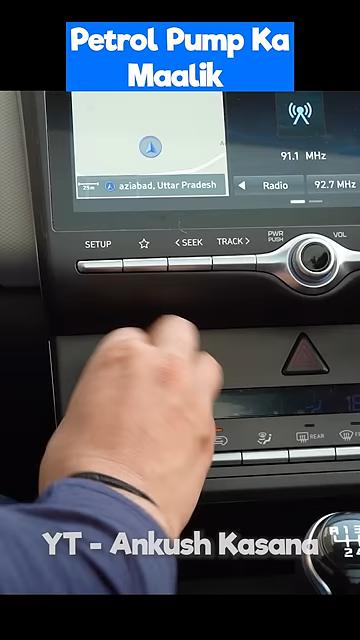 Petrol Pump Ka
Maalik
91.1 MHz
25m
aziabad, Uttar Pradesh
Radio
92.7 MHz
SETUP
< SEEK
TRACK >
PWR
PUSH
VOL
REAR
YT - Ankush Kasana